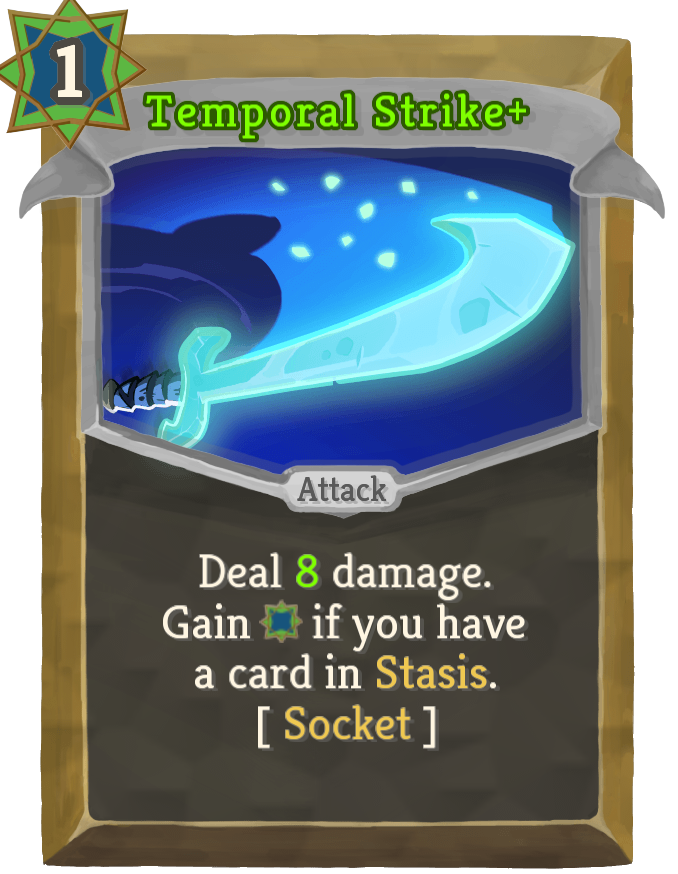 1
Temporal Strike+
Attack
Deal 8 damage.
Gain if you have
a card in Stasis.
[ Socket ]